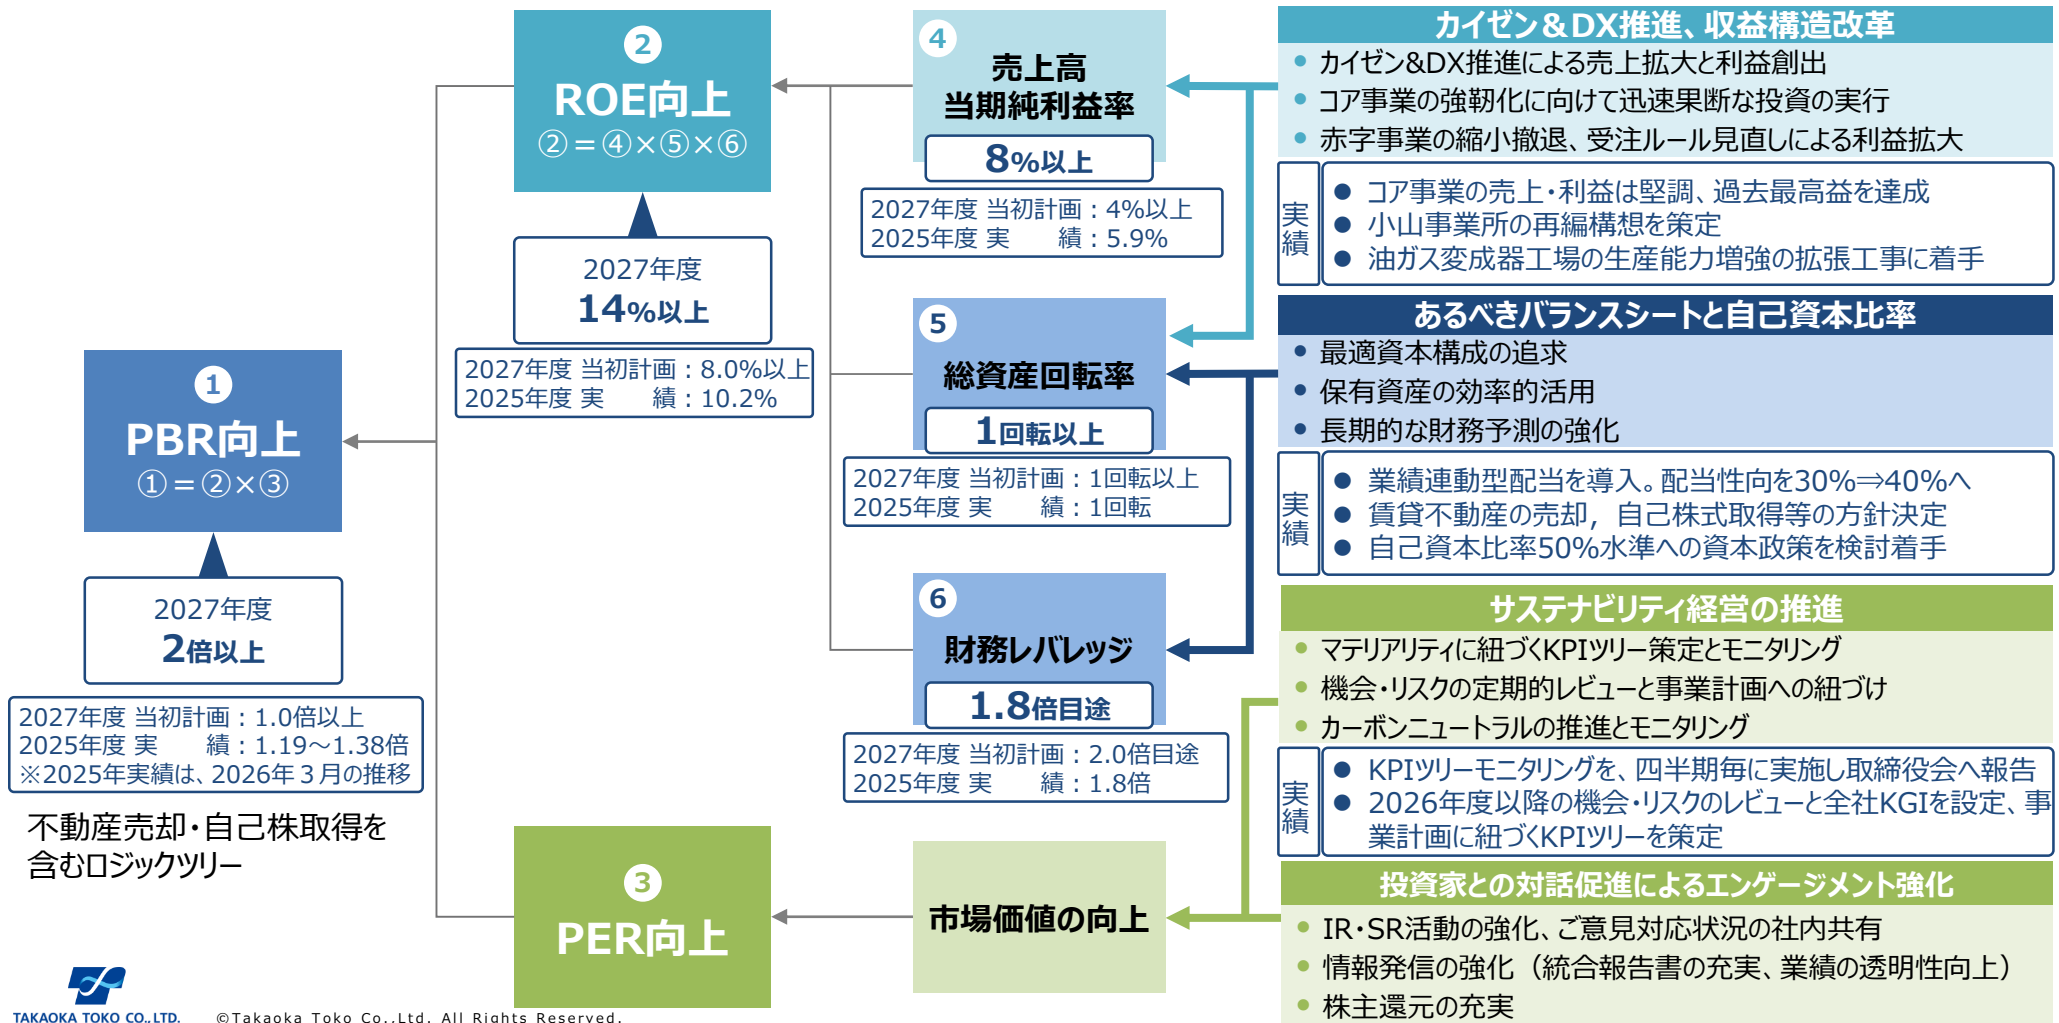 ①
PBR向上
①＝②×③
2027年度
2倍以上
2027年度 当初計画：1.0倍以上
2025年度 実　　績：1.19～1.38倍
※2025年実績は、2026年３月の推移
不動産売却・自己株取得を
含むロジックツリー
②
ROE向上
②＝④×⑤×⑥
2027年度
14%以上
2027年度 当初計画：8.0%以上
2025年度 実　　績：10.2%
③
PER向上
④
売上高
当期純利益率
8%以上
2027年度 当初計画：4%以上
2025年度 実　　績：5.9%
⑤
総資産回転率
1回転以上
2027年度 当初計画：1回転以上
2025年度 実　　績：1回転
⑥
財務レバレッジ
1.8倍目途
2027年度 当初計画：2.0倍目途
2025年度 実　　績：1.8倍
市場価値の向上
カイゼン＆DX推進、収益構造改革
• カイゼン&DX推進による売上拡大と利益創出
• コア事業の強靭化に向けて迅速果断な投資の実行
• 赤字事業の縮小撤退、受注ルール見直しによる利益拡大
実績
● コア事業の売上・利益は堅調、過去最高益を達成
● 小山事業所の再編構想を策定
● 油ガス変成器工場の生産能力増強の拡張工事に着手
あるべきバランスシートと自己資本比率
• 最適資本構成の追求
• 保有資産の効率的活用
• 長期的な財務予測の強化
実績
● 業績連動型配当を導入。配当性向を30%⇒40%へ
● 賃貸不動産の売却，自己株式取得等の方針決定
● 自己資本比率50%水準への資本政策を検討着手
サステナビリティ経営の推進
• マテリアリティに紐づくKPIツリー策定とモニタリング
• 機会・リスクの定期的レビューと事業計画への紐づけ
• カーボンニュートラルの推進とモニタリング
実績
● KPIツリーモニタリングを、四半期毎に実施し取締役会へ報告
● 2026年度以降の機会・リスクのレビューと全社KGIを設定、事
業計画に紐づくKPIツリーを策定
投資家との対話促進によるエンゲージメント強化
• IR・SR活動の強化、ご意見対応状況の社内共有
• 情報発信の強化（統合報告書の充実、業績の透明性向上）
• 株主還元の充実
TAKAOKA TOKO CO., LTD.
©Takaoka Toko Co.,Ltd. All Rights Reserved.